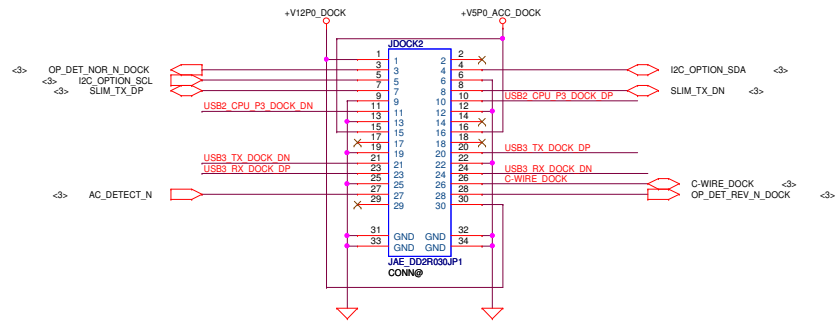 +V12P0_DOCK
+V5P0_ACC_DOCK
JDOCK2
1 1 2 2
<3> OP_DET_NOR_N_DOCK 3 3 4 4 I2C_OPTION_SDA <3>
<3> I2C_OPTION_SCL 5 5 6 6
<3> SLIM_TX_DP 7 7 8 8 SLIM_TX_DN <3>
9 9 10 10 USB2_CPU_P3_DOCK_DP
USB2_CPU_P3_DOCK_DN 11 11 12 12
13 13 14 14
15 15 16 16
17 17 18 18
19 19 20 20 USB3_TX_DOCK_DP
USB3_TX_DOCK_DN 21 21 22 22
USB3_RX_DOCK_DP 23 23 24 24 USB3_RX_DOCK_DN
25 25 26 26 C-WIRE_DOCK C-WIRE_DOCK <3>
<3> AC_DETECT_N 27 27 28 28 OP_DET_REV_N_DOCK <3>
29 29 30 30
31 GND GND 32
33 GND GND 34
JAE_DD2R030JP1
CONN@